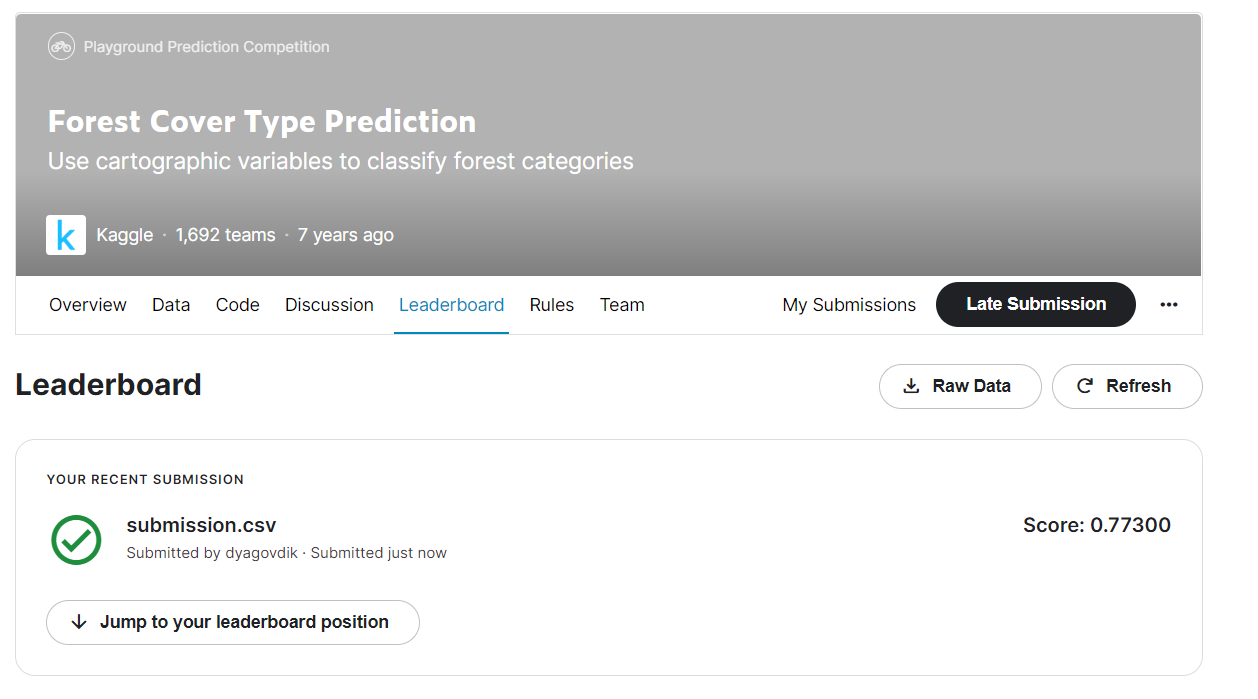 Playground Prediction Competition
Forest Cover Type Prediction
Use cartographic variables to classify forest categories
k Kaggle · 1,692 teams · 7 years ago
Overview Data Code Discussion Leaderboard Rules Team My Submissions Late Submission ···
Leaderboard Raw Data Refresh
YOUR RECENT SUBMISSION
submission.csv Score: 0.77300
Submitted by dyagovdik · Submitted just now
Jump to your leaderboard position